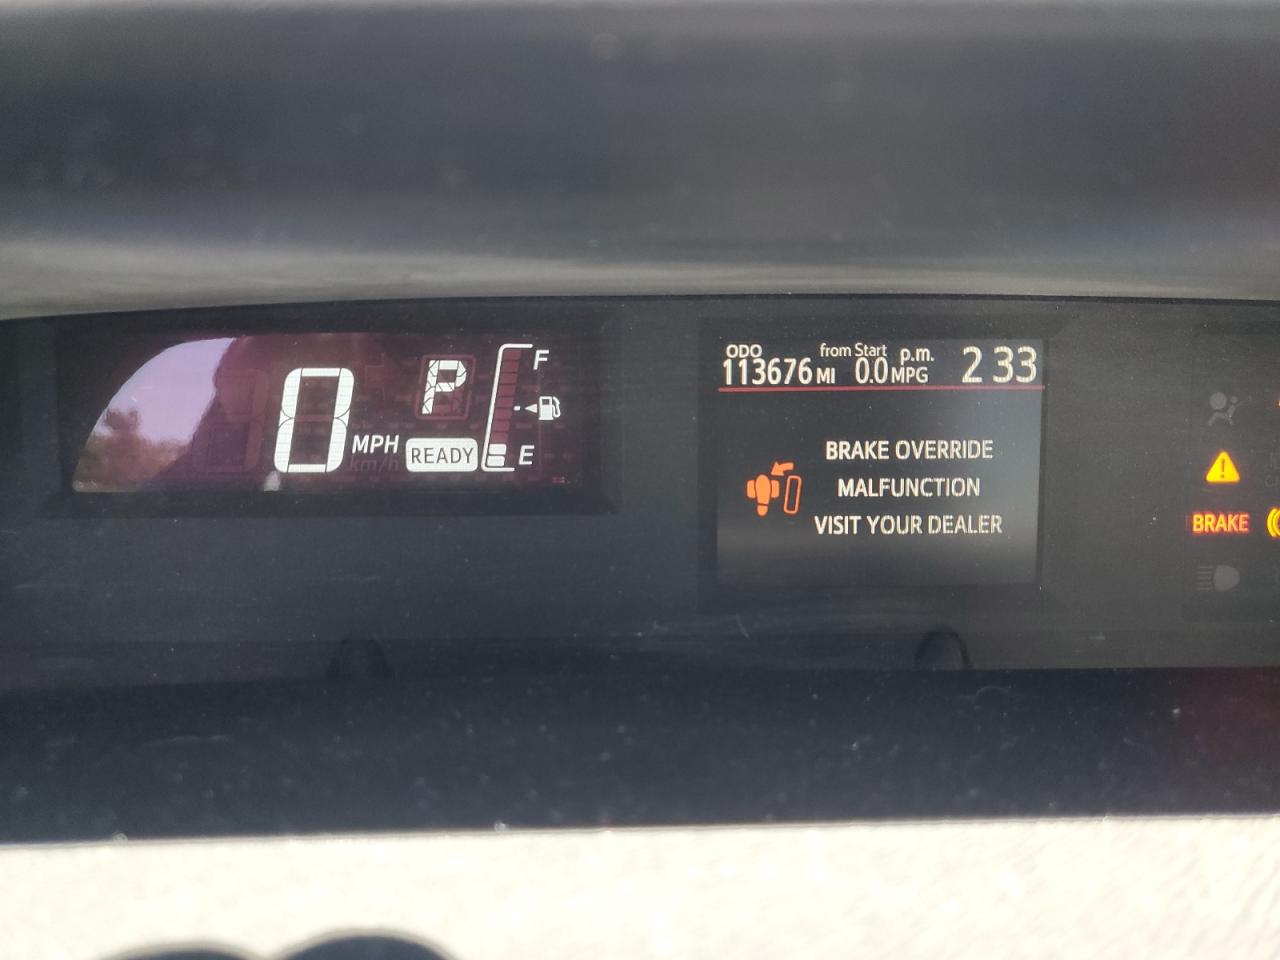 0 MPH
km/h
P
READY
F
E
ODO from Start p.m.
113676 MI 0.0 MPG 2 33
BRAKE OVERRIDE
MALFUNCTION
VISIT YOUR DEALER
BRAKE